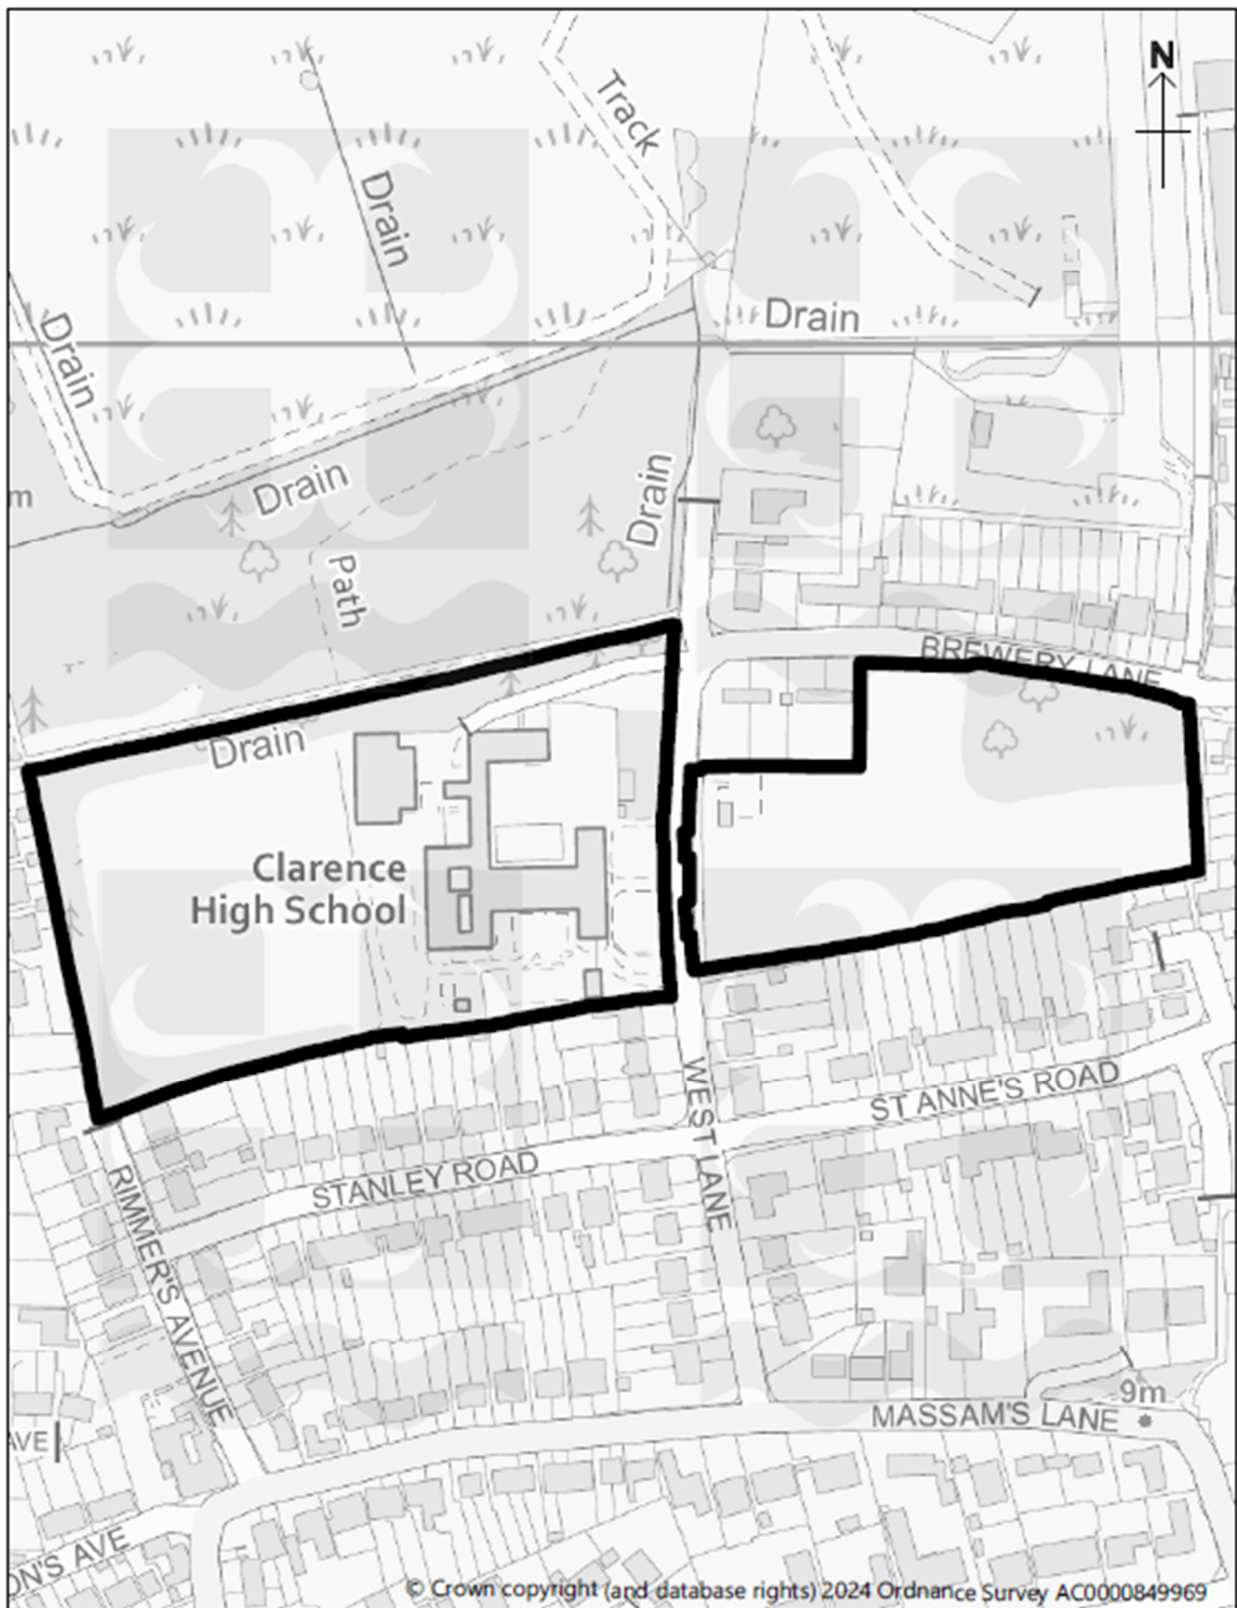 N
Track
Drain
Drain
Drain
Drain
Drain
m
Path
BREWERY LANE
Drain
Clarence
High School
WEST LANE
ST ANNE'S ROAD
STANLEY ROAD
RIMMER'S AVENUE
9m
MASSAM'S LANE
AVE
ON'S AVE
© Crown copyright (and database rights) 2024 Ordnance Survey AC0000849969